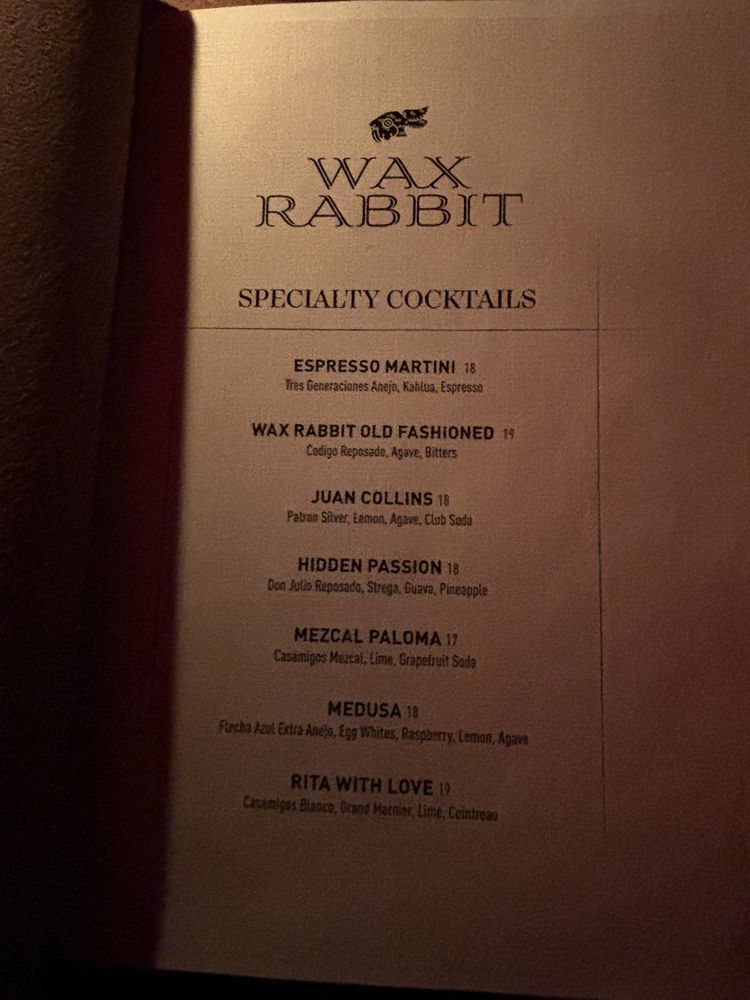 WAX
RABBIT
SPECIALTY COCKTAILS
ESPRESSO MARTINI 18
Tres Generaciones Anejo, Kahlua, Espresso
WAX RABBIT OLD FASHIONED 19
Codigo Reposado, Agave, Bitters
JUAN COLLINS 18
Patron Silver, Lemon, Agave, Club Soda
HIDDEN PASSION 18
Don Julio Reposado, Strega, Guava, Pineapple
MEZCAL PALOMA 17
Casamigos Mezcal, Lime, Grapefruit Soda
MEDUSA 18
Flecha Azul Extra Anejo, Egg Whites, Raspberry, Lemon, Agave
RITA WITH LOVE 19
Casamigos Blanco, Grand Marnier, Lime, Cointreau